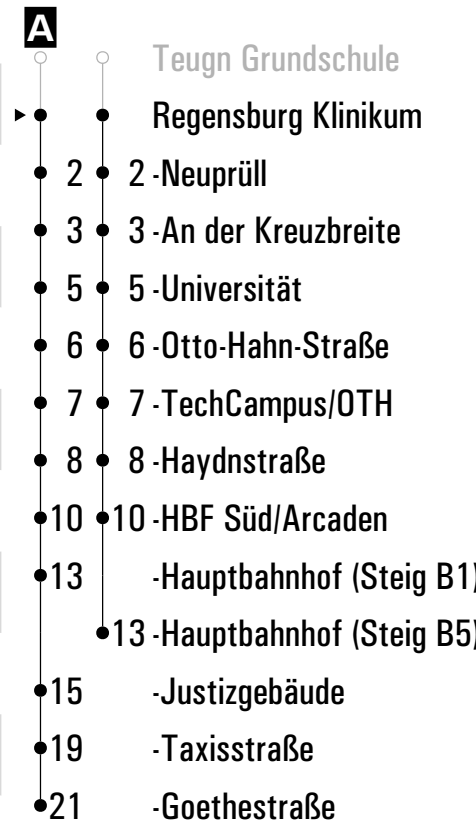 A
Teugn Grundschule
Regensburg Klinikum
2 2 -Neuprüll
3 3 -An der Kreuzbreite
5 5 -Universität
6 6 -Otto-Hahn-Straße
7 7 -TechCampus/OTH
8 8 -Haydnstraße
10 10 -HBF Süd/Arcaden
13 -Hauptbahnhof (Steig B1)
13 -Hauptbahnhof (Steig B5)
15 -Justizgebäude
19 -Taxisstraße
21 -Goethestraße